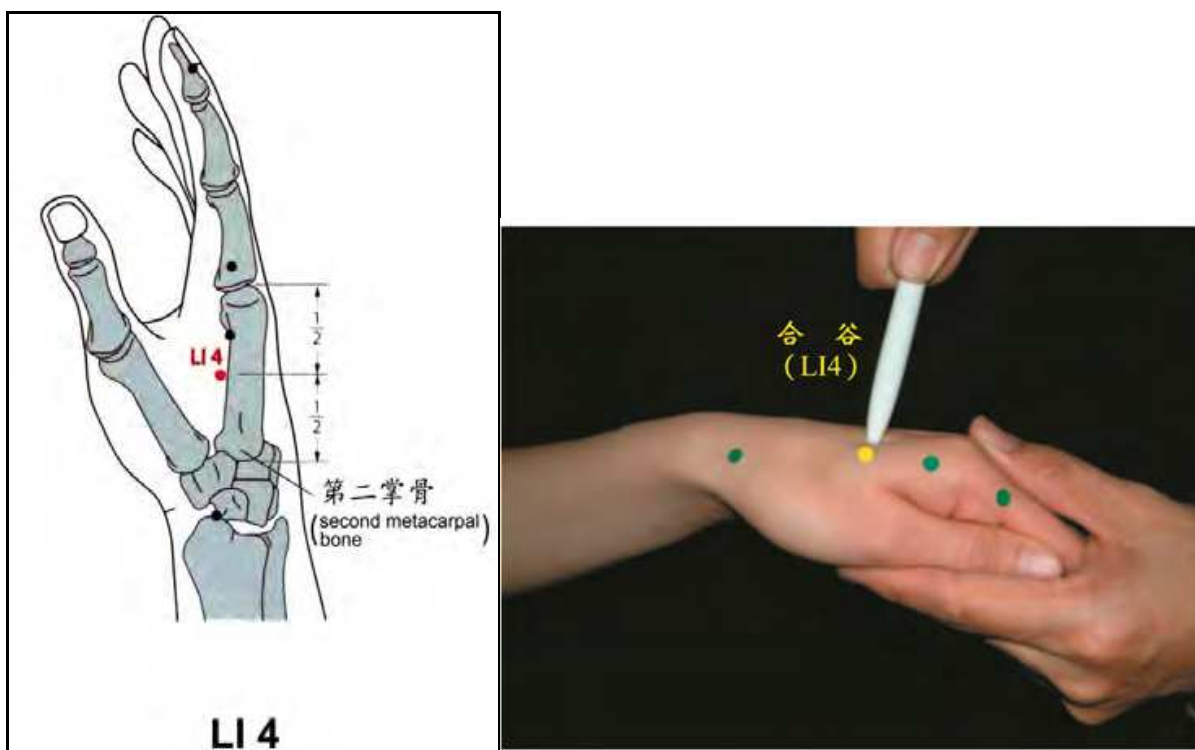 LI 4
1/2
1/2
第二掌骨
(second metacarpal
bone)
LI 4
合 谷
(LI4)